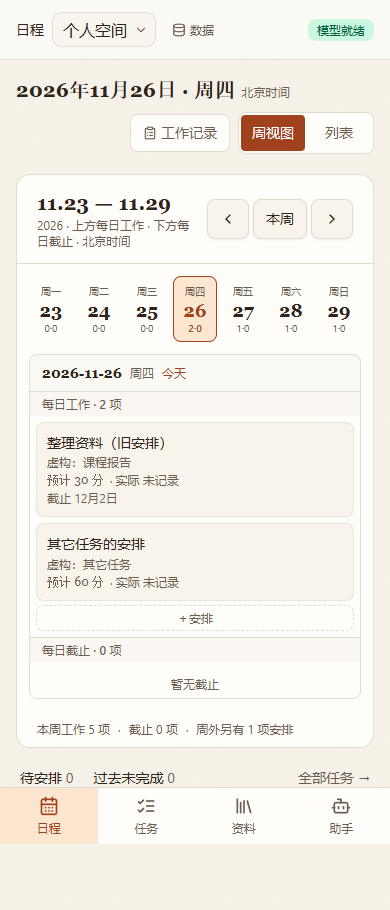 日程 个人空间 数据 模型就绪
2026年11月26日 · 周四 北京时间
工作记录 周视图 列表
11.23 — 11.29
2026 · 上方每日工作 · 下方每
日截止 · 北京时间
本周
周一 周二 周三 周四 周五 周六 周日
23 24 25 26 27 28 29
0·0 0·0 0·0 2·0 1·0 1·0 1·0
2026-11-26 周四 今天
每日工作 · 2 项
整理资料（旧安排）
虚构：课程报告
预计 30 分 · 实际 未记录
截止 12月2日
其它任务的安排
虚构：其它任务
预计 60 分 · 实际 未记录
+ 安排
每日截止 · 0 项
暂无截止
本周工作 5 项 · 截止 0 项 · 周外另有 1 项安排
待安排 0 过去未完成 0 全部任务 →
日程 任务 资料 助手